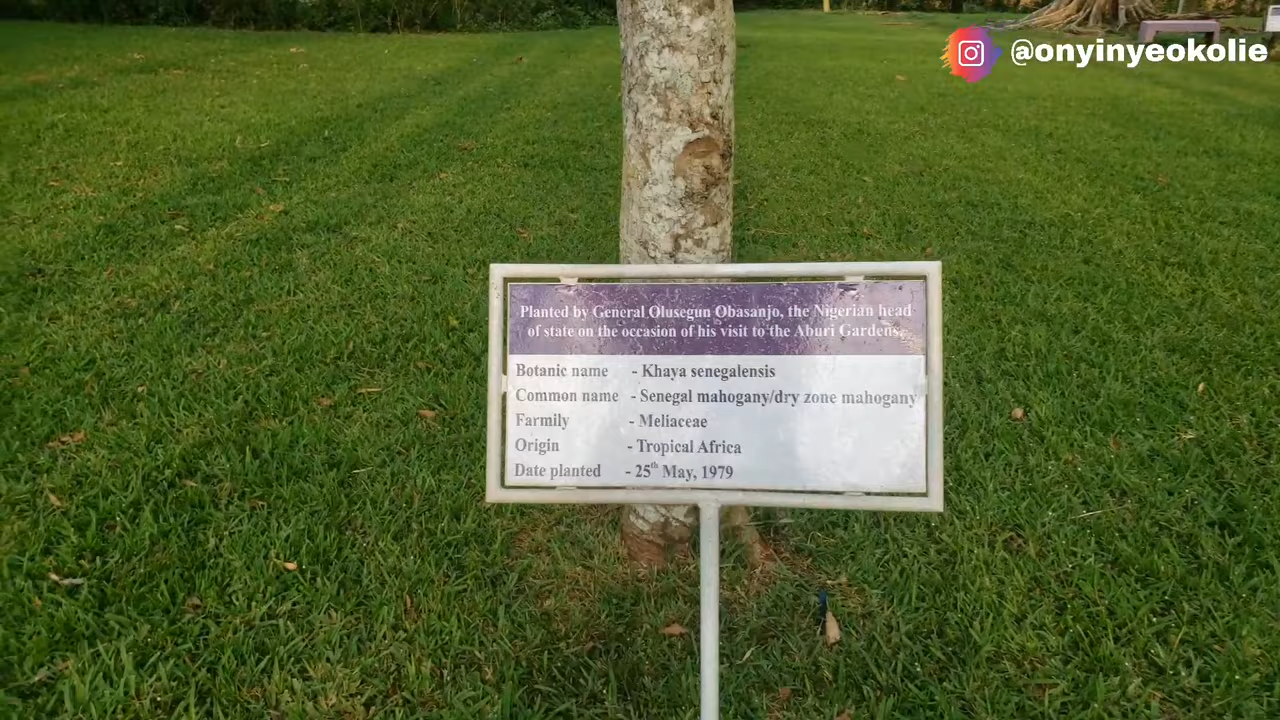 @onyinyeokolie
Planted by General Olusegun Obasanjo, the Nigerian head
of state on the occasion of his visit to the Aburi Gardens.
Botanic name - Khaya senegalensis
Common name - Senegal mahogany/dry zone mahogany
Farmily - Meliaceae
Origin - Tropical Africa
Date planted - 25th May, 1979